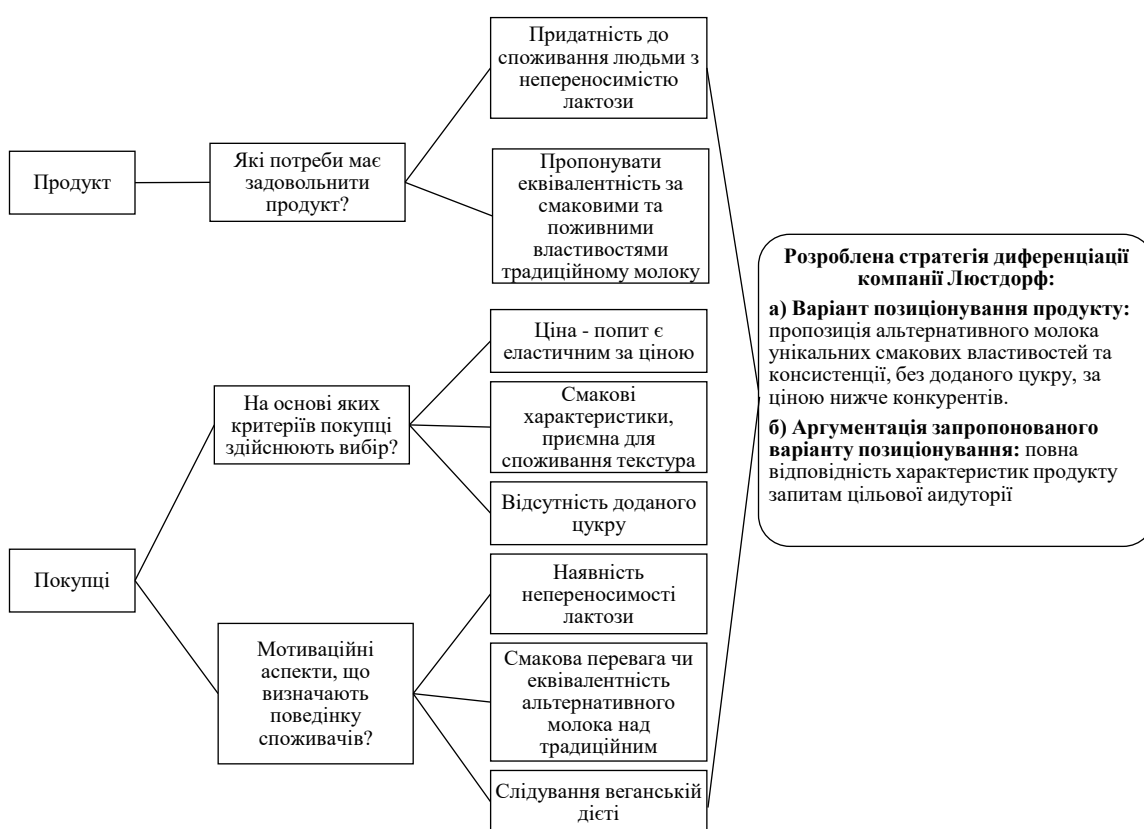 Продукт
Які потреби має
задовольнити
продукт?
Придатність до
споживання людьми з
непереносимістю
лактози
Пропонувати
еквівалентність за
смаковими та
поживними
властивостями
традиційному молоку
Покупці
На основі яких
критеріїв покупці
здійснюють вибір?
Ціна - попит є
еластичним за ціною
Смакові
характеристики,
приємна для
споживання текстура
Відсутність доданого
цукру
Мотиваційні
аспекти, що
визначають
поведінку
споживачів?
Наявність
непереносимості
лактози
Смакова перевага чи
еквівалентність
альтернативного
молока над
традиційним
Слідування веганській
дієті
Розроблена стратегія диференціації
компанії Люстдорф:
а) Варіант позиціонування продукту:
пропозиція альтернативного молока
унікальних смакових властивостей та
консистенції, без доданого цукру, за
ціною нижче конкурентів.
б) Аргументація запропонованого
варіанту позиціонування: повна
відповідність характеристик продукту
запитам цільової аидуторії